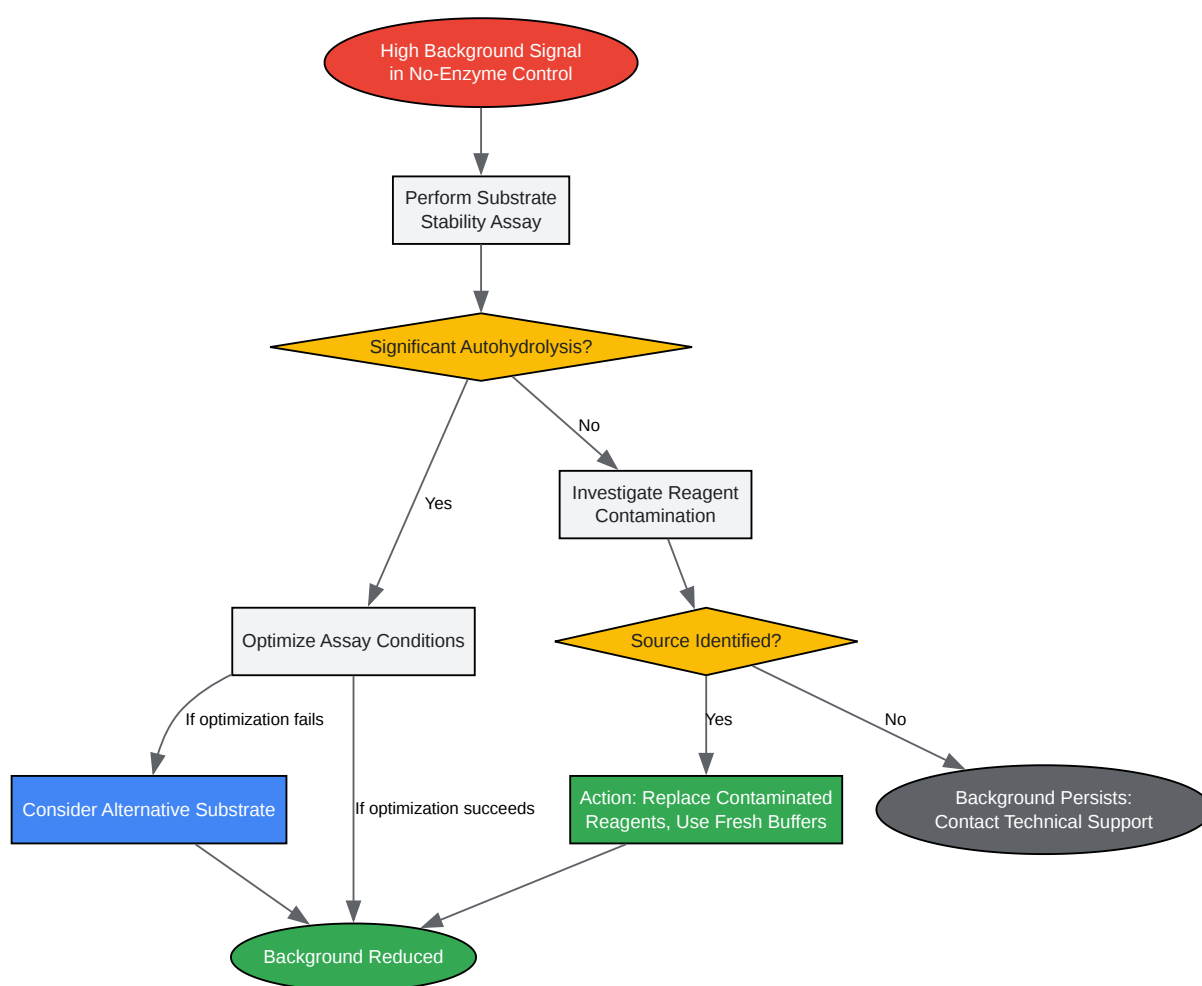 High Background Signal
in No-Enzyme Control
Perform Substrate
Stability Assay
Significant Autohydrolysis?
No
Investigate Reagent
Contamination
Yes
Optimize Assay Conditions
Source Identified?
If optimization fails
Yes
No
Consider Alternative Substrate
If optimization succeeds
Action: Replace Contaminated
Reagents, Use Fresh Buffers
Background Persists:
Contact Technical Support
Background Reduced